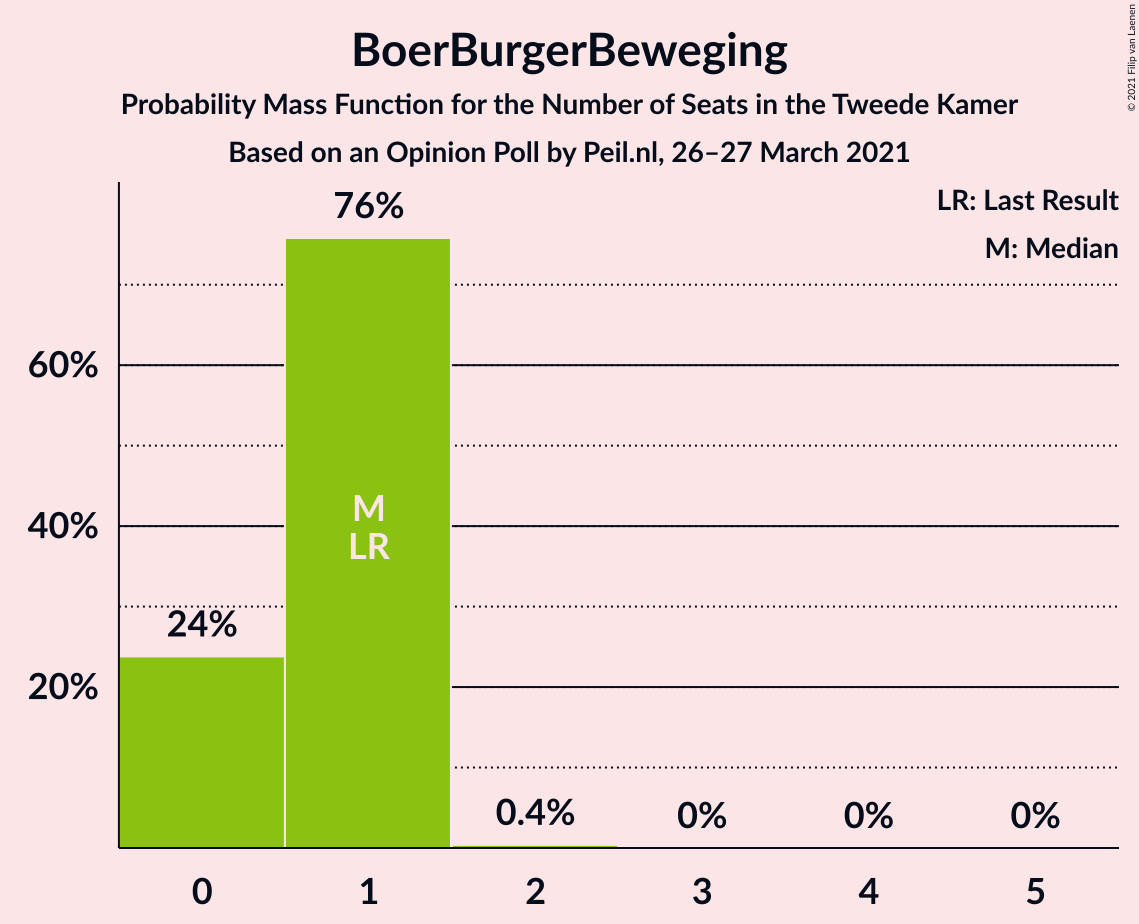 BoerBurgerBeweging
Probability Mass Function for the Number of Seats in the Tweede Kamer
Based on an Opinion Poll by Peil.nl, 26–27 March 2021
© 2021 Filip van Laenen
LR: Last Result
M: Median
76%
60%
40%
20%
M
LR
24%
0.4%
0%
0%
0%
0
1
2
3
4
5